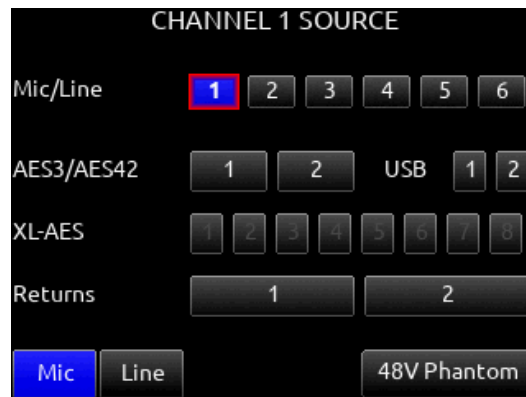 CHANNEL 1 SOURCE
Mic/Line 1 2 3 4 5 6
AES3/AES42 1 2 USB 1 2
XL-AES 1 2 3 4 5 6 7 8
Returns 1 2
Mic Line 48V Phantom